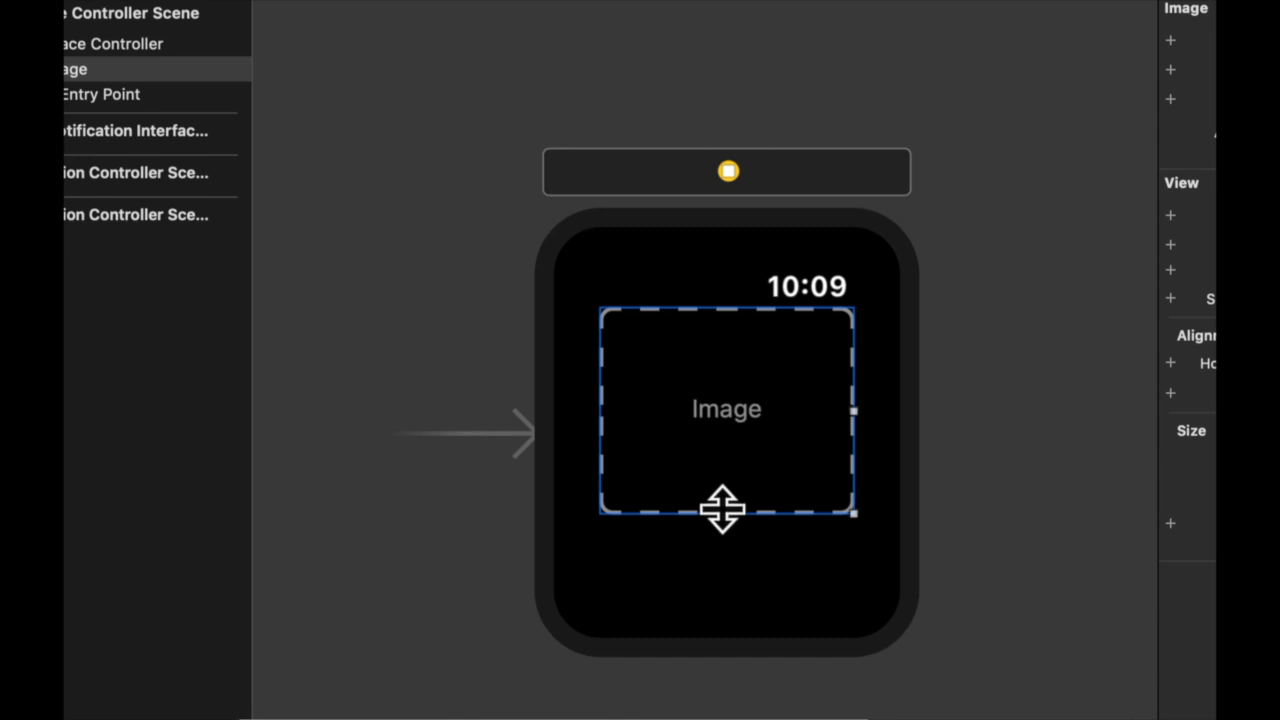 e Controller Scene
ace Controller
age
Entry Point
otification Interfac...
ion Controller Sce...
ion Controller Sce...
10:09
Image
Image
View
S
Alignr
Ho
Size